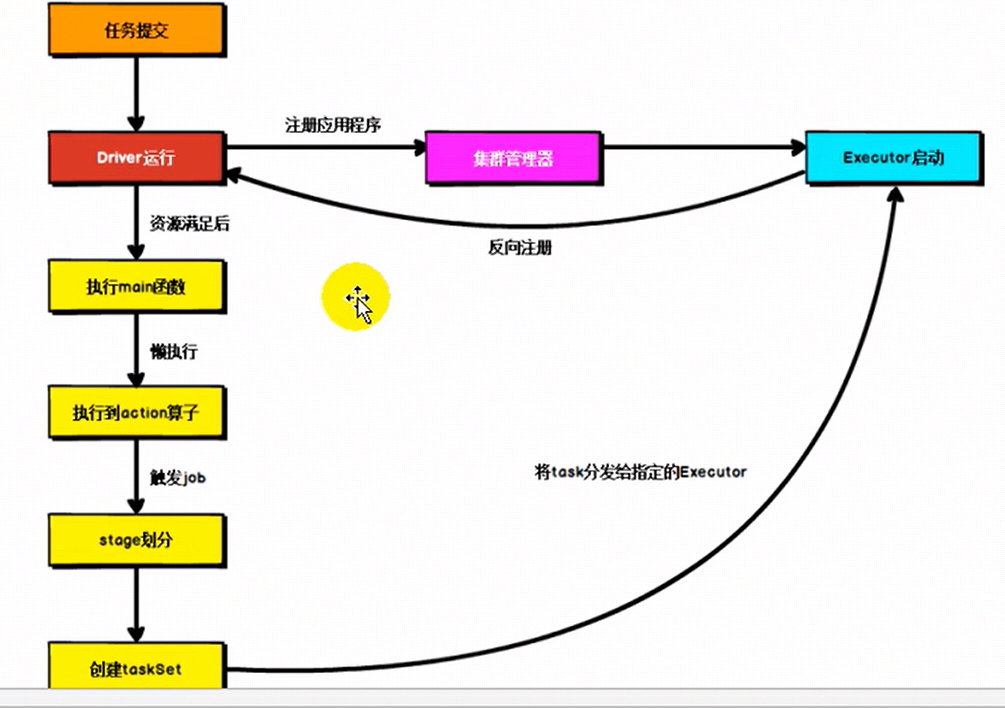 任务提交
注册应用程序
Driver运行
集群管理器
Executor启动
资源满足后
反向注册
执行main函数
懒执行
执行到action算子
将task分发给指定的Executor
触发job
stage划分
创建taskSet